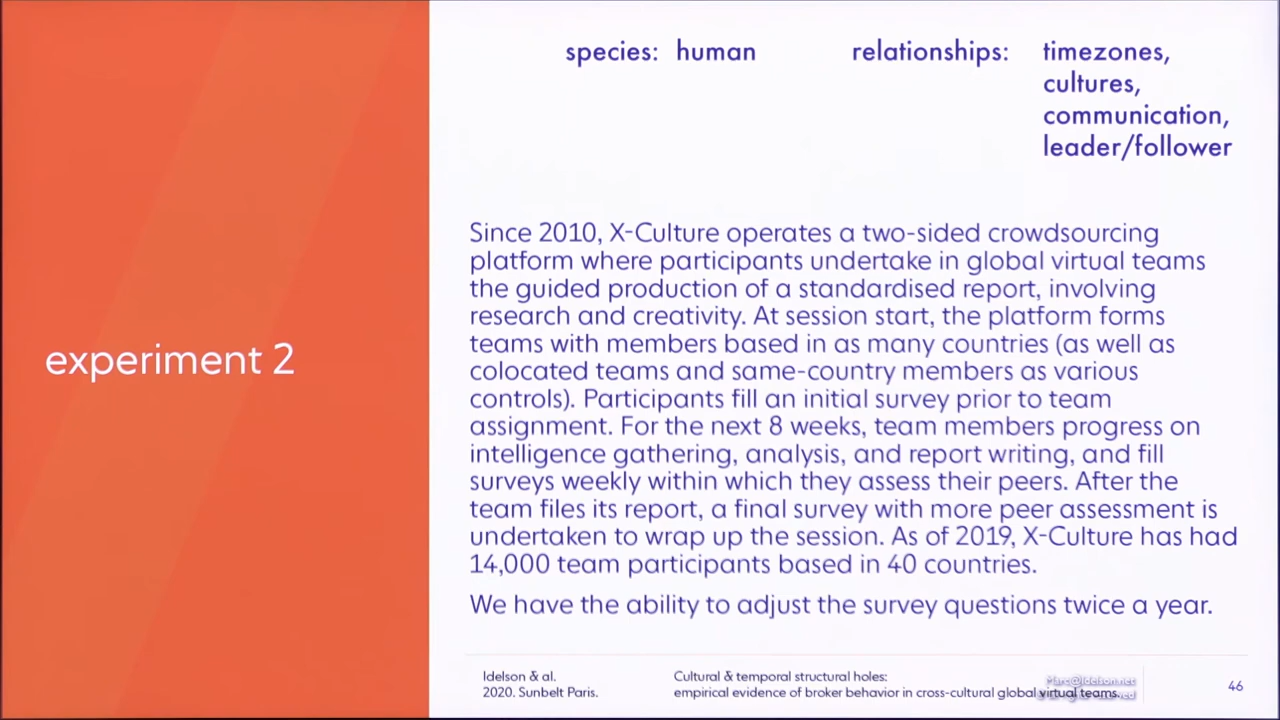 species: human
relationships: timezones,
cultures,
communication,
leader/follower
experiment 2
Since 2010, X-Culture operates a two-sided crowdsourcing
platform where participants undertake in global virtual teams
the guided production of a standardised report, involving
research and creativity. At session start, the platform forms
teams with members based in as many countries (as well as
colocated teams and same-country members as various
controls). Participants fill an initial survey prior to team
assignment. For the next 8 weeks, team members progress on
intelligence gathering, analysis, and report writing, and fill
surveys weekly within which they assess their peers. After the
team files its report, a final survey with more peer assessment is
undertaken to wrap up the session. As of 2019, X-Culture has had
14,000 team participants based in 40 countries.
We have the ability to adjust the survey questions twice a year.
Idelson & al.
2020. Sunbelt Paris.
Cultural & temporal structural holes:
empirical evidence of broker behavior in cross-cultural global virtual teams.
Marc@Idelson.net
46